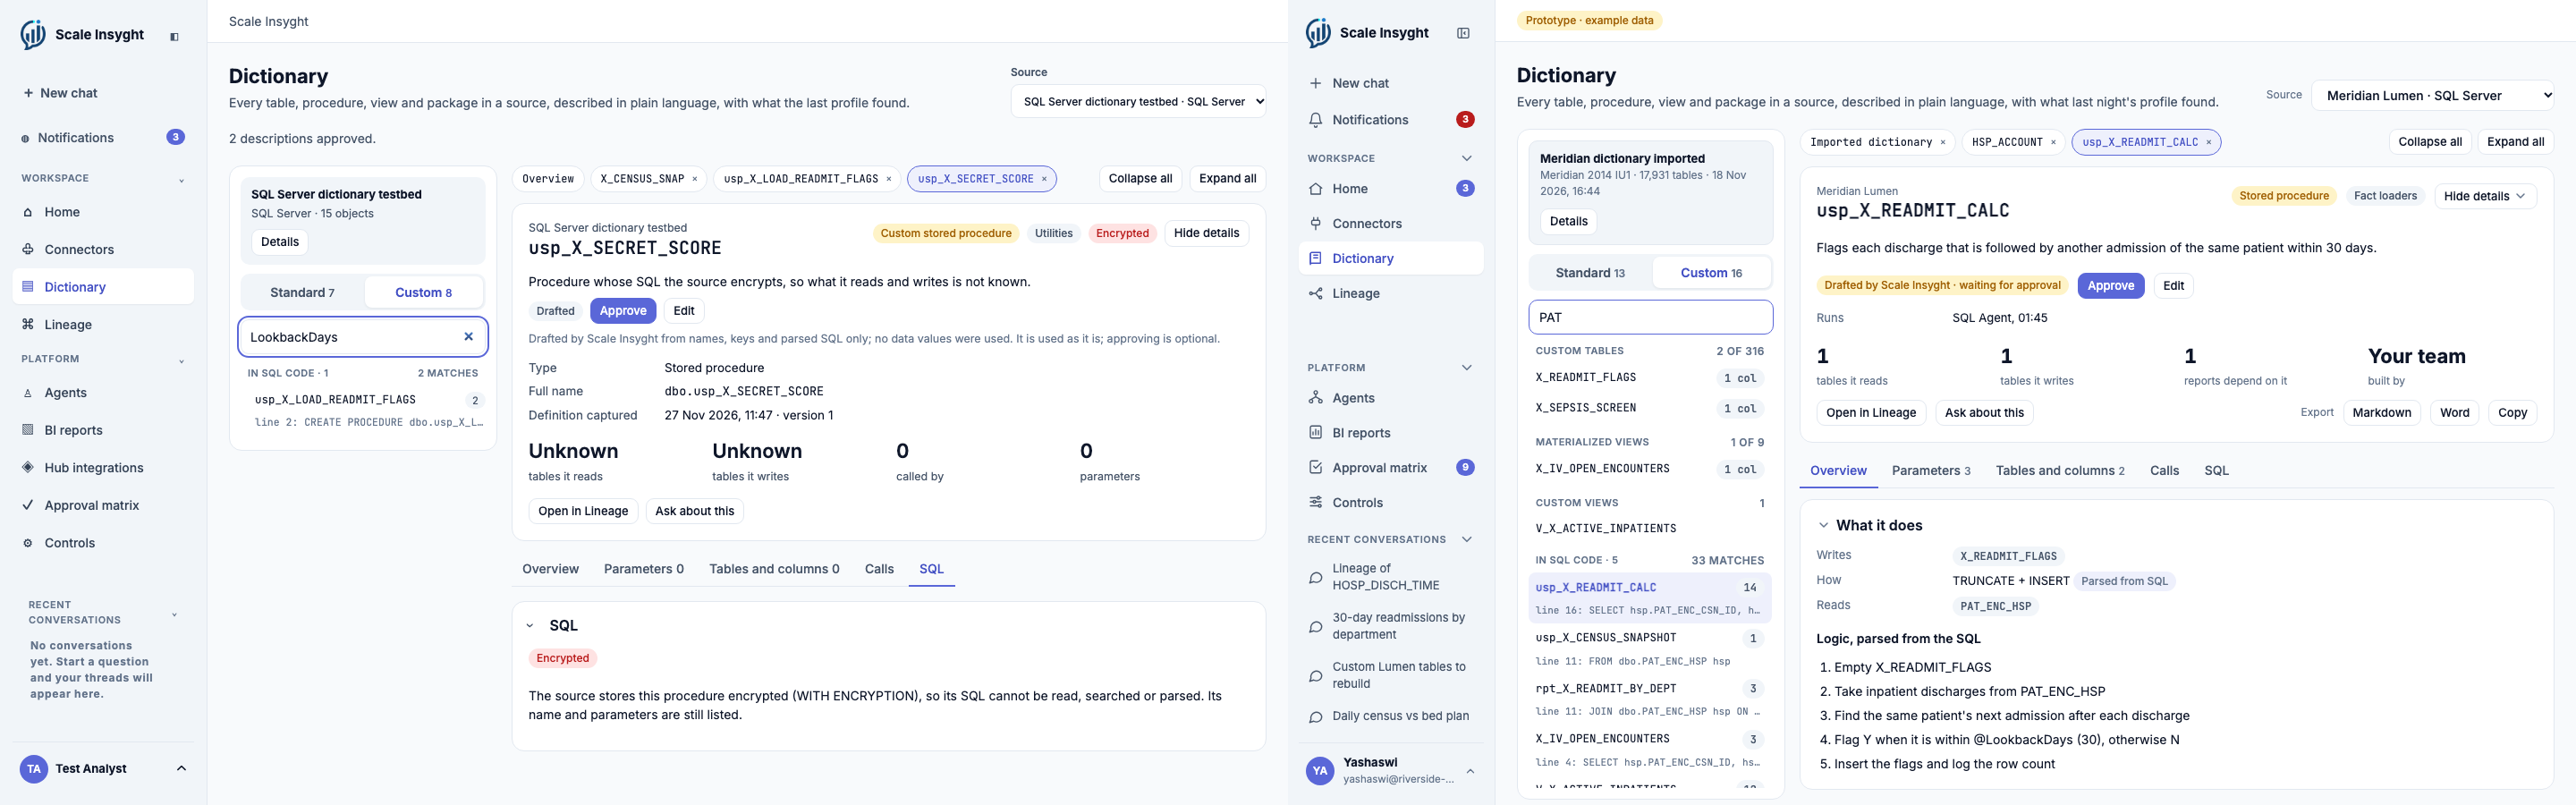 Scale Insyght
New chat
Notifications 3
WORKSPACE
Home
Connectors
Dictionary
Lineage
PLATFORM
Agents
BI reports
Hub integrations
Approval matrix
Controls
RECENT CONVERSATIONS
No conversations yet. Start a question and your threads will appear here.
TA Test Analyst
Scale Insyght
Dictionary
Every table, procedure, view and package in a source, described in plain language, with what the last profile found.
Source
SQL Server dictionary testbed · SQL Server
2 descriptions approved.
SQL Server dictionary testbed
SQL Server · 15 objects
Details
Standard 7 Custom 8
LookbackDays ×
IN SQL CODE · 1 2 MATCHES
usp_X_LOAD_READMIT_FLAGS 2
line 2: CREATE PROCEDURE dbo.usp_X_L…
Overview X_CENSUS_SNAP × usp_X_LOAD_READMIT_FLAGS × usp_X_SECRET_SCORE × Collapse all Expand all
SQL Server dictionary testbed
usp_X_SECRET_SCORE
Custom stored procedure Utilities Encrypted Hide details
Procedure whose SQL the source encrypts, so what it reads and writes is not known.
Drafted Approve Edit
Drafted by Scale Insyght from names, keys and parsed SQL only; no data values were used. It is used as it is; approving is optional.
Type Stored procedure
Full name dbo.usp_X_SECRET_SCORE
Definition captured 27 Nov 2026, 11:47 · version 1
Unknown Unknown 0 0
tables it reads tables it writes called by parameters
Open in Lineage Ask about this
Overview Parameters 0 Tables and columns 0 Calls SQL
SQL
Encrypted
The source stores this procedure encrypted (WITH ENCRYPTION), so its SQL cannot be read, searched or parsed. Its
name and parameters are still listed.
Scale Insyght
New chat
Notifications 3
WORKSPACE
Home 3
Connectors
Dictionary
Lineage
PLATFORM
Agents
BI reports
Approval matrix 9
Controls
RECENT CONVERSATIONS
Lineage of
HOSP_DISCH_TIME
30-day readmissions by
department
Custom Lumen tables to
rebuild
Daily census vs bed plan
YA Yashaswi
yashaswi@riverside-...
Prototype · example data
Dictionary
Every table, procedure, view and package in a source, described in plain language, with what last night's profile found.
Source Meridian Lumen · SQL Server
Meridian dictionary imported
Meridian 2014 IU1 · 17,931 tables · 18 Nov
2026, 16:44
Details
Standard 13 Custom 16
PAT
CUSTOM TABLES 2 OF 316
X_READMIT_FLAGS 1 col
X_SEPSIS_SCREEN 1 col
MATERIALIZED VIEWS 1 OF 9
X_IV_OPEN_ENCOUNTERS 1 col
CUSTOM VIEWS 1
V_X_ACTIVE_INPATIENTS
IN SQL CODE · 5 33 MATCHES
usp_X_READMIT_CALC 14
line 16: SELECT hsp.PAT_ENC_CSN_ID, h…
usp_X_CENSUS_SNAPSHOT 1
line 11: FROM dbo.PAT_ENC_HSP hsp
rpt_X_READMIT_BY_DEPT 3
line 11: JOIN dbo.PAT_ENC_HSP hsp ON …
X_IV_OPEN_ENCOUNTERS 3
line 4: SELECT hsp.PAT_ENC_CSN_ID, hs…
Imported dictionary × HSP_ACCOUNT × usp_X_READMIT_CALC × Collapse all Expand all
Meridian Lumen
usp_X_READMIT_CALC
Stored procedure Fact loaders Hide details
Flags each discharge that is followed by another admission of the same patient within 30 days.
Drafted by Scale Insyght · waiting for approval Approve Edit
Runs SQL Agent, 01:45
1 1 1 Your team
tables it reads tables it writes reports depend on it built by
Open in Lineage Ask about this Export Markdown Word Copy
Overview Parameters 3 Tables and columns 2 Calls SQL
What it does
Writes X_READMIT_FLAGS
How TRUNCATE + INSERT Parsed from SQL
Reads PAT_ENC_HSP
Logic, parsed from the SQL
1. Empty X_READMIT_FLAGS
2. Take inpatient discharges from PAT_ENC_HSP
3. Find the same patient's next admission after each discharge
4. Flag Y when it is within @LookbackDays (30), otherwise N
5. Insert the flags and log the row count